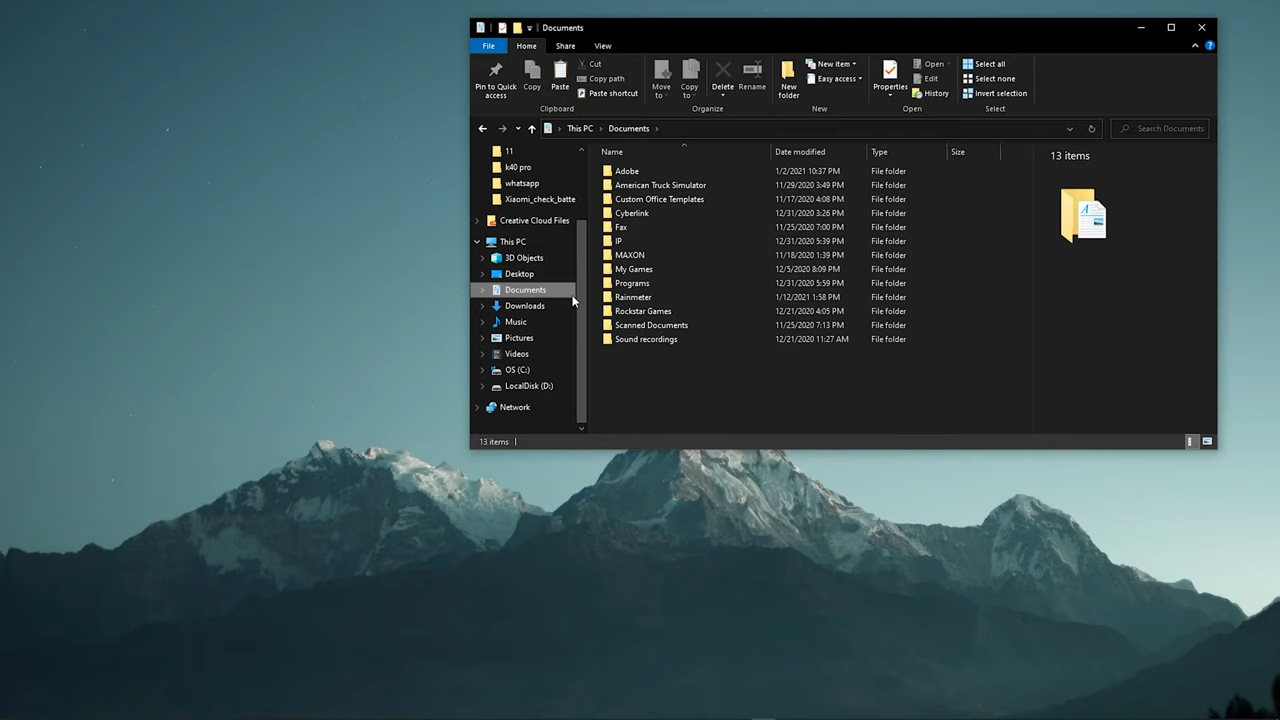 Documents
File Home Share View
Pin to Quick access
Copy
Paste
Cut
Copy path
Paste shortcut
Clipboard
Move to
Copy to
Delete
Rename
Organize
New folder
New item
Easy access
New
Properties
Open
Edit
History
Open
Select all
Select none
Invert selection
Select
This PC Documents
Search Documents
11
k40 pro
whatsapp
Xiaomi_check_batte
Creative Cloud Files
This PC
3D Objects
Desktop
Documents
Downloads
Music
Pictures
Videos
OS (C:)
LocalDisk (D:)
Network
Name Date modified Type Size
Adobe 1/2/2021 10:37 PM File folder
American Truck Simulator 11/29/2020 3:49 PM File folder
Custom Office Templates 11/17/2020 4:08 PM File folder
Cyberlink 12/31/2020 3:26 PM File folder
Fax 11/25/2020 7:00 PM File folder
IP 12/31/2020 5:39 PM File folder
MAXON 11/18/2020 1:39 PM File folder
My Games 12/5/2020 8:09 PM File folder
Programs 12/31/2020 5:59 PM File folder
Rainmeter 1/12/2021 1:58 PM File folder
Rockstar Games 12/21/2020 4:05 PM File folder
Scanned Documents 11/25/2020 7:13 PM File folder
Sound recordings 12/21/2020 11:27 AM File folder
13 items
13 items